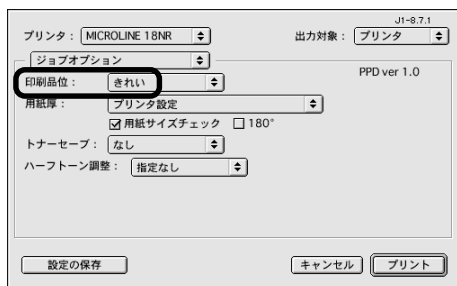 J1-8.7.1
プリンタ： MICROLINE 18NR 出力対象： プリンタ
ジョブオプション
PPD ver 1.0
印刷品位： きれい
用紙厚： プリンタ設定
用紙サイズチェック 180°
トナーセーブ： なし
ハーフトーン調整： 指定なし
設定の保存 キャンセル プリント